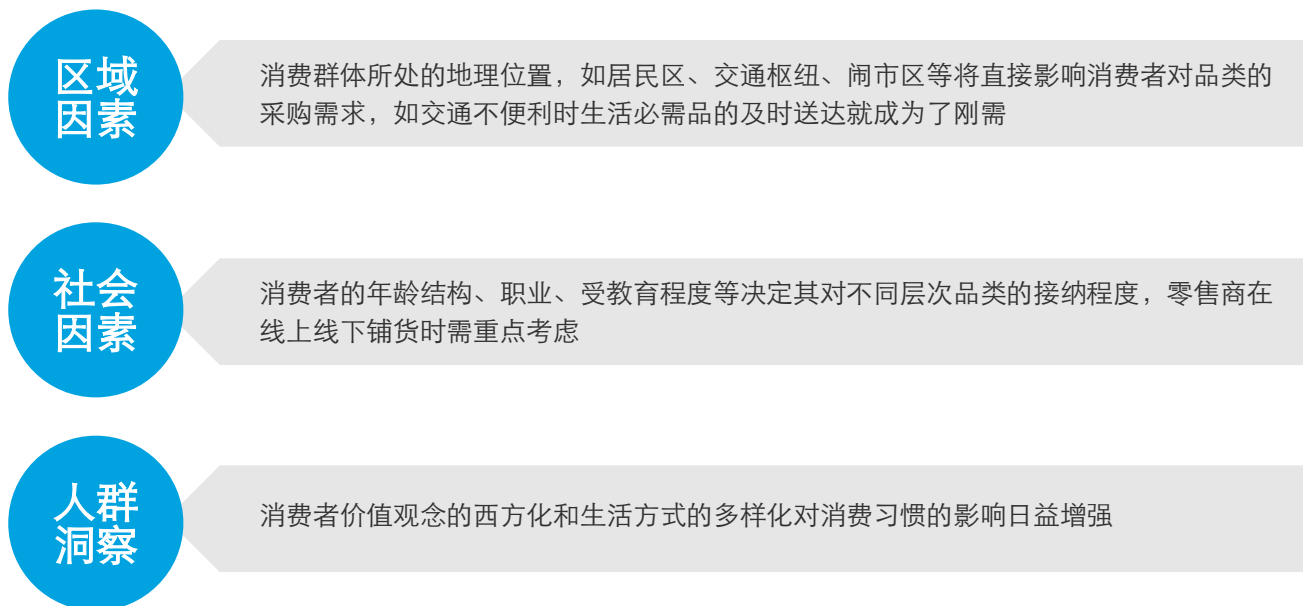 区域
因素
消费群体所处的地理位置，如居民区、交通枢纽、闹市区等将直接影响消费者对品类的
采购需求，如交通不便利时生活必需品的及时送达就成为了刚需
社会
因素
消费者的年龄结构、职业、受教育程度等决定其对不同层次品类的接纳程度，零售商在
线上线下铺货时需重点考虑
人群
洞察
消费者价值观念的西方化和生活方式的多样化对消费习惯的影响日益增强